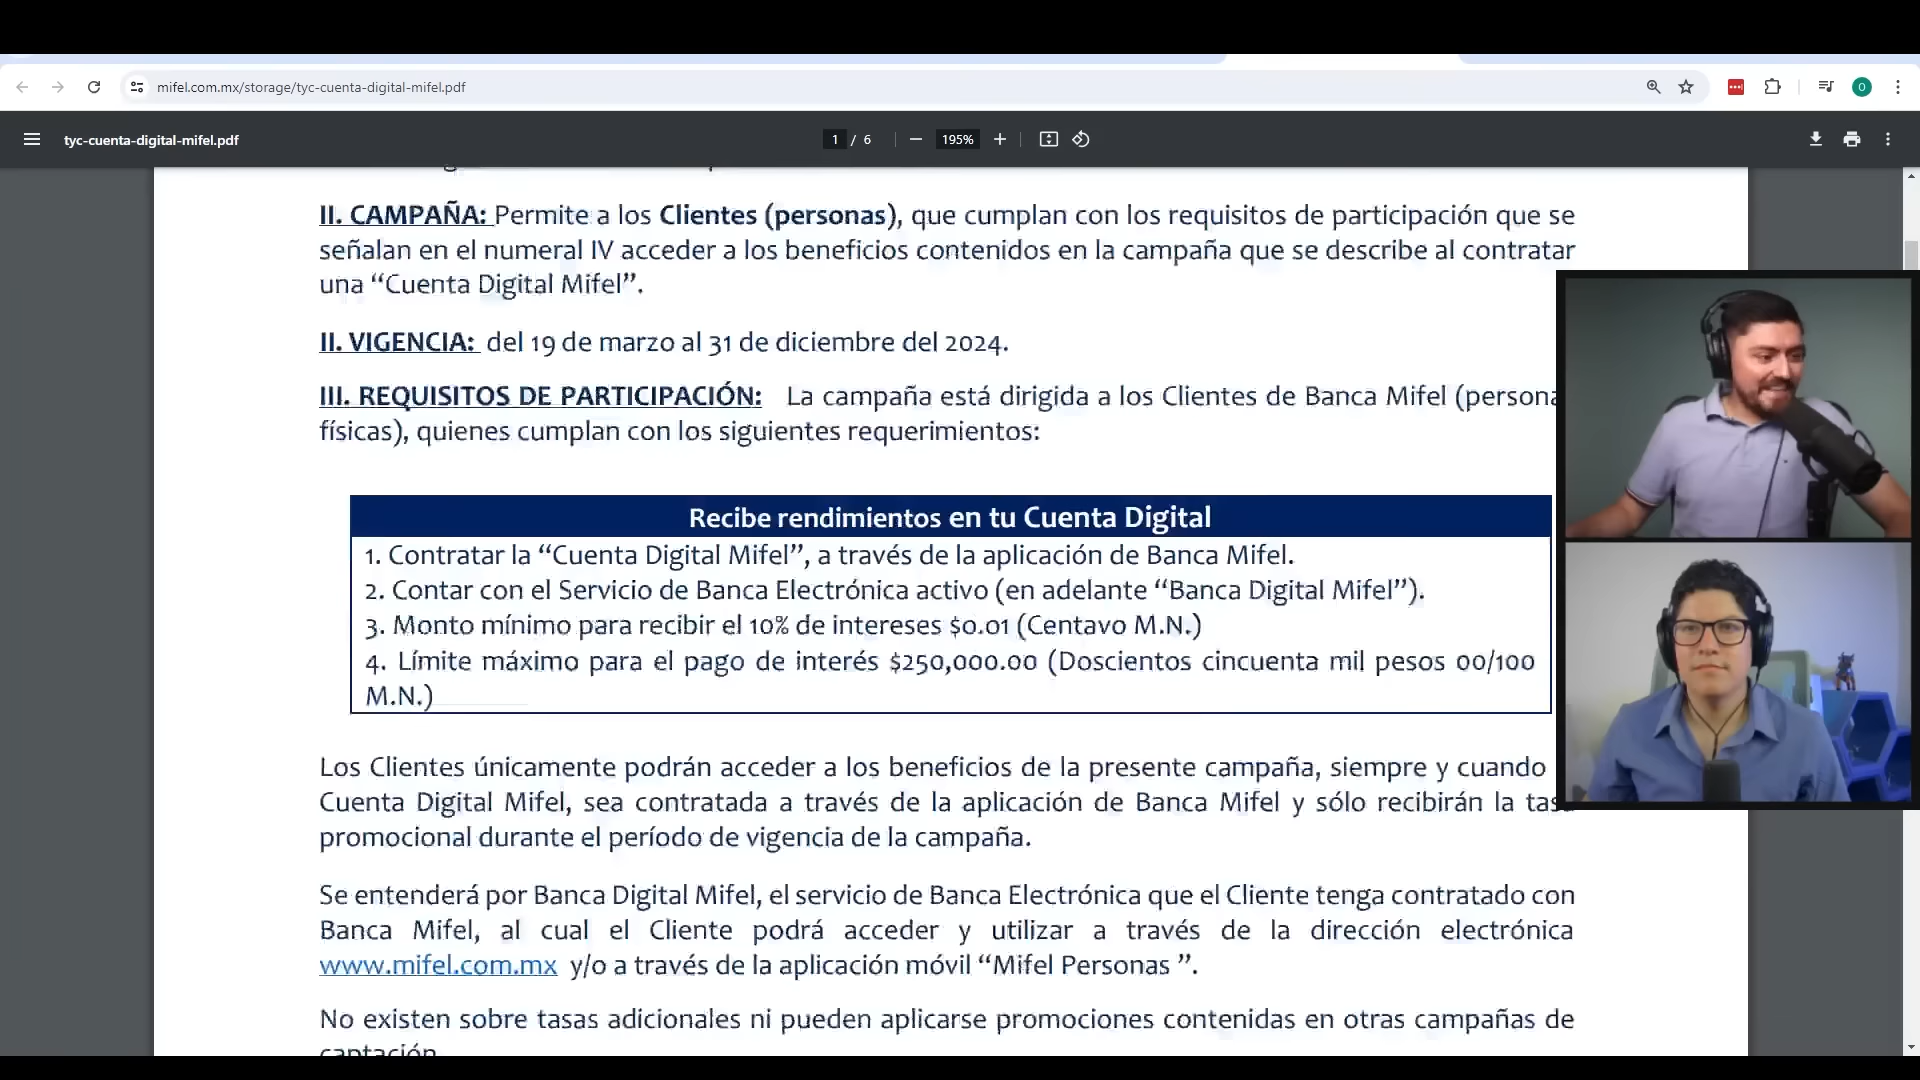 mifel.com.mx/storage/tyc-cuenta-digital-mifel.pdf
O
tyc-cuenta-digital-mifel.pdf
1 / 6
195%
II. CAMPAÑA: Permite a los Clientes (personas), que cumplan con los requisitos de participación que se
señalan en el numeral IV acceder a los beneficios contenidos en la campaña que se describe al contratar
una “Cuenta Digital Mifel”.
II. VIGENCIA: del 19 de marzo al 31 de diciembre del 2024.
III. REQUISITOS DE PARTICIPACIÓN: La campaña está dirigida a los Clientes de Banca Mifel (persona
físicas), quienes cumplan con los siguientes requerimientos:
Recibe rendimientos en tu Cuenta Digital
1. Contratar la “Cuenta Digital Mifel”, a través de la aplicación de Banca Mifel.
2. Contar con el Servicio de Banca Electrónica activo (en adelante “Banca Digital Mifel”).
3. Monto mínimo para recibir el 10% de intereses $0.01 (Centavo M.N.)
4. Límite máximo para el pago de interés $250,000.00 (Doscientos cincuenta mil pesos 00/100
M.N.)
Los Clientes únicamente podrán acceder a los beneficios de la presente campaña, siempre y cuando
Cuenta Digital Mifel, sea contratada a través de la aplicación de Banca Mifel y sólo recibirán la tasa
promocional durante el período de vigencia de la campaña.
Se entenderá por Banca Digital Mifel, el servicio de Banca Electrónica que el Cliente tenga contratado con
Banca Mifel, al cual el Cliente podrá acceder y utilizar a través de la dirección electrónica
www.mifel.com.mx y/o a través de la aplicación móvil “Mifel Personas ”.
No existen sobre tasas adicionales ni pueden aplicarse promociones contenidas en otras campañas de
captación.